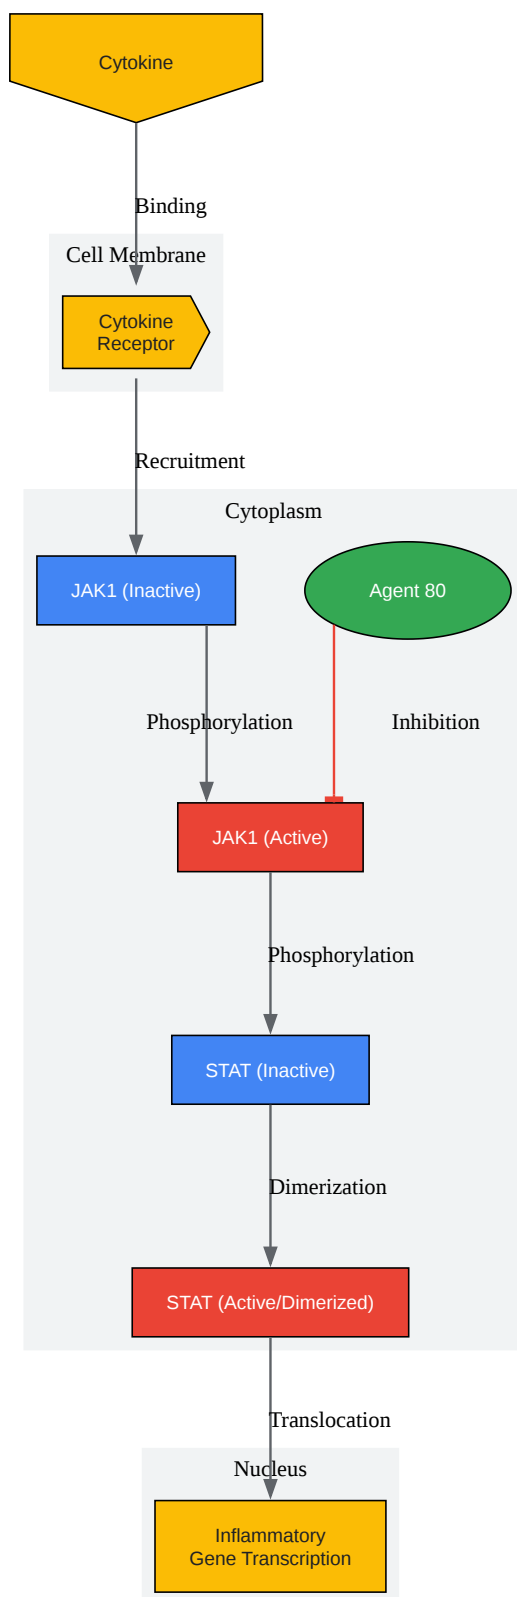 Cytokine
Binding
Cell Membrane
Cytokine
Receptor
Recruitment
Cytoplasm
JAK1 (Inactive)
Agent 80
Phosphorylation
Inhibition
JAK1 (Active)
Phosphorylation
STAT (Inactive)
Dimerization
STAT (Active/Dimerized)
Translocation
Nucleus
Inflammatory
Gene Transcription